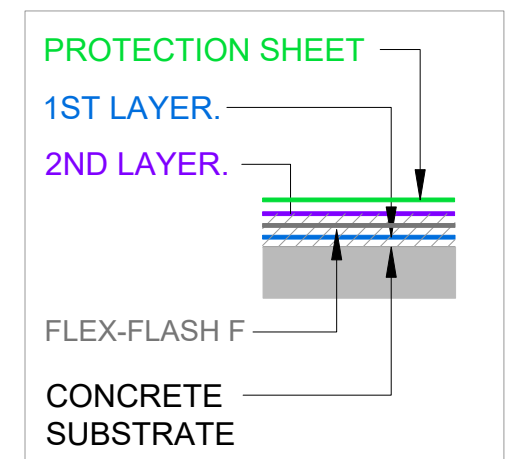 PROTECTION SHEET
1ST LAYER.
2ND LAYER.
FLEX-FLASH F
CONCRETE
SUBSTRATE